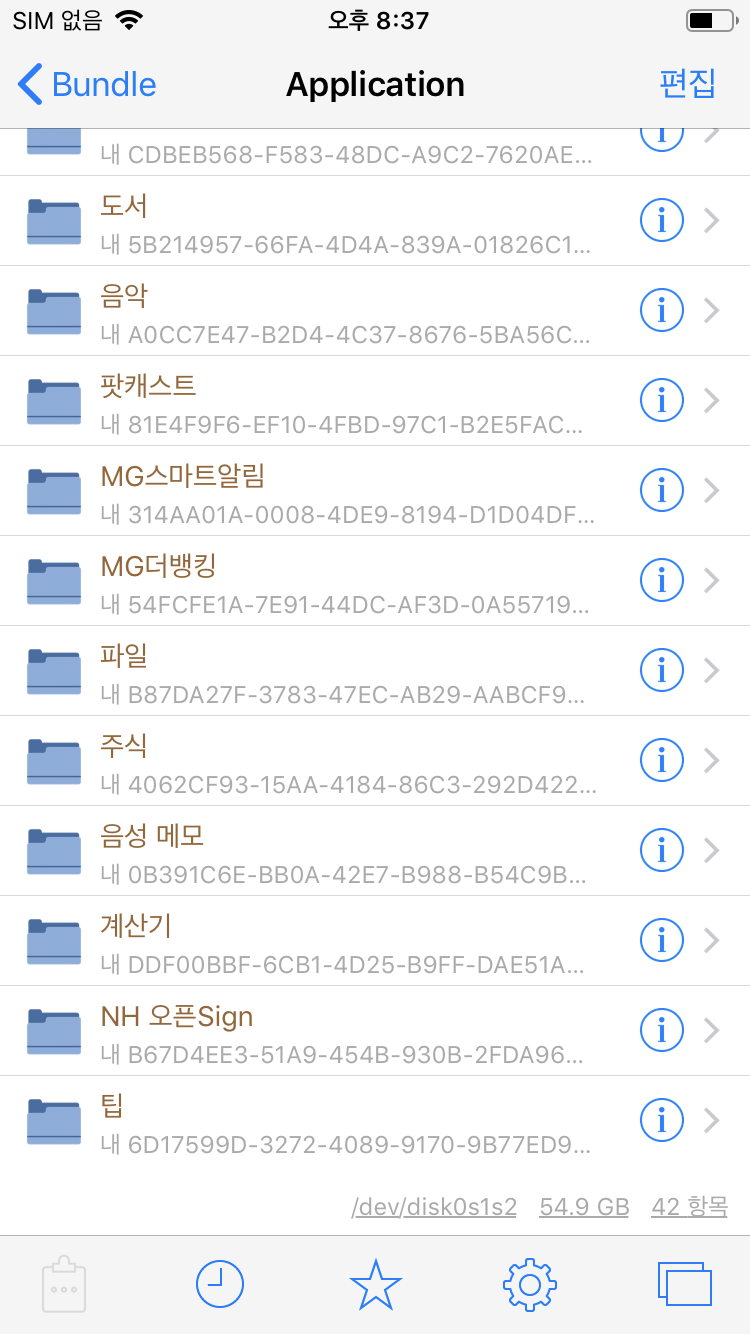 SIM 없음 오후 8:37
Bundle Application 편집
내 CDBEB568-F583-48DC-A9C2-7620AE...
도서
내 5B214957-66FA-4D4A-839A-01826C1...
음악
내 A0CC7E47-B2D4-4C37-8676-5BA56C...
팟캐스트
내 81E4F9F6-EF10-4FBD-97C1-B2E5FAC...
MG스마트알림
내 314AA01A-0008-4DE9-8194-D1D04DF...
MG더뱅킹
내 54FCFE1A-7E91-44DC-AF3D-0A55719...
파일
내 B87DA27F-3783-47EC-AB29-AABCF9...
주식
내 4062CF93-15AA-4184-86C3-292D422...
음성 메모
내 0B391C6E-BB0A-42E7-B988-B54C9B...
계산기
내 DDF00BBF-6CB1-4D25-B9FF-DAE51A...
NH 오픈Sign
내 B67D4EE3-51A9-454B-930B-2FDA96...
팁
내 6D17599D-3272-4089-9170-9B77ED9...
/dev/disk0s1s2 54.9 GB 42 항목